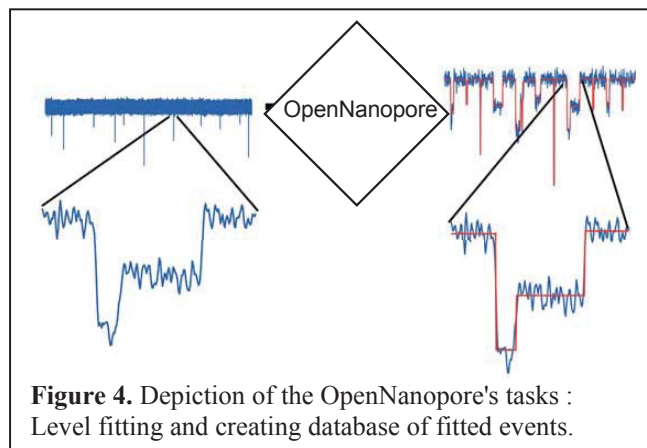 OpenNanopore
Figure 4. Depiction of the OpenNanopore's tasks :
Level fitting and creating database of fitted events.